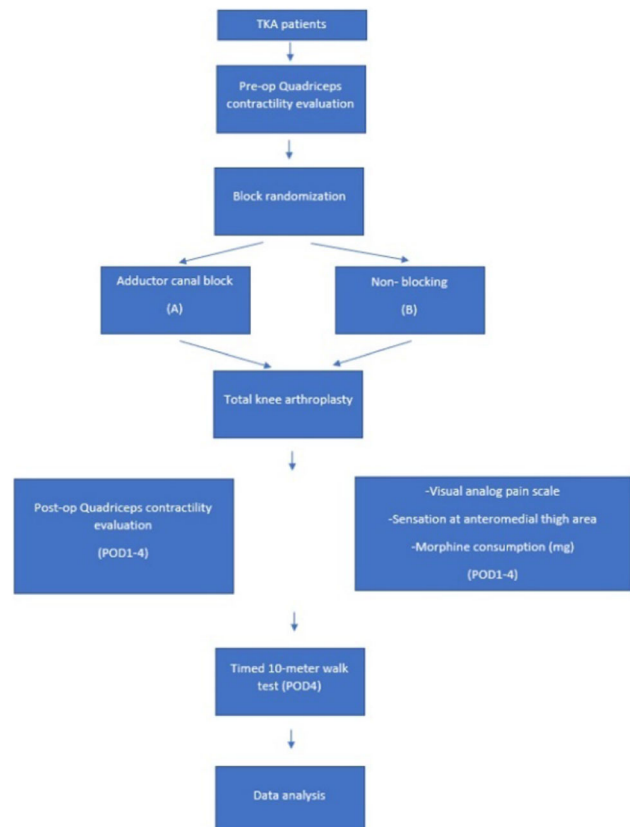 TKA patients
Pre-op Quadriceps
contractility evaluation
Block randomization
Adductor canal block
(A)
Non- blocking
(B)
Total knee arthroplasty
Post-op Quadriceps contractility
evaluation
(POD1-4)
-Visual analog pain scale
-Sensation at anteromedial thigh area
-Morphine consumption (mg)
(POD1-4)
Timed 10-meter walk
test (POD4)
Data analysis